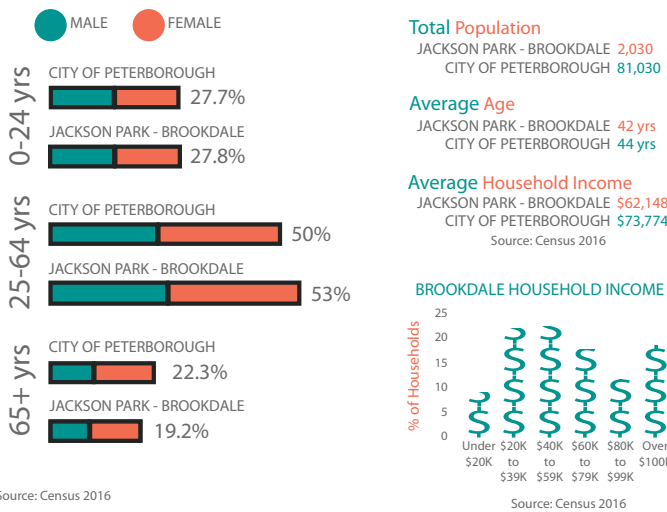 MALE
FEMALE
0-24 yrs
CITY OF PETERBOROUGH
27.7%
JACKSON PARK - BROOKDALE
27.8%
25-64 yrs
CITY OF PETERBOROUGH
50%
JACKSON PARK - BROOKDALE
53%
65+ yrs
CITY OF PETERBOROUGH
22.3%
JACKSON PARK - BROOKDALE
19.2%
Source: Census 2016
Total Population
JACKSON PARK - BROOKDALE 2,030
CITY OF PETERBOROUGH 81,030
Average Age
JACKSON PARK - BROOKDALE 42 yrs
CITY OF PETERBOROUGH 44 yrs
Average Household Income
JACKSON PARK - BROOKDALE $62,148
CITY OF PETERBOROUGH $73,774
Source: Census 2016
BROOKDALE HOUSEHOLD INCOME
% of Households
25
20
15
10
5
0
Under $20K
$20K to $39K
$40K to $59K
$60K to $79K
$80K to $99K
Over $100K
Source: Census 2016